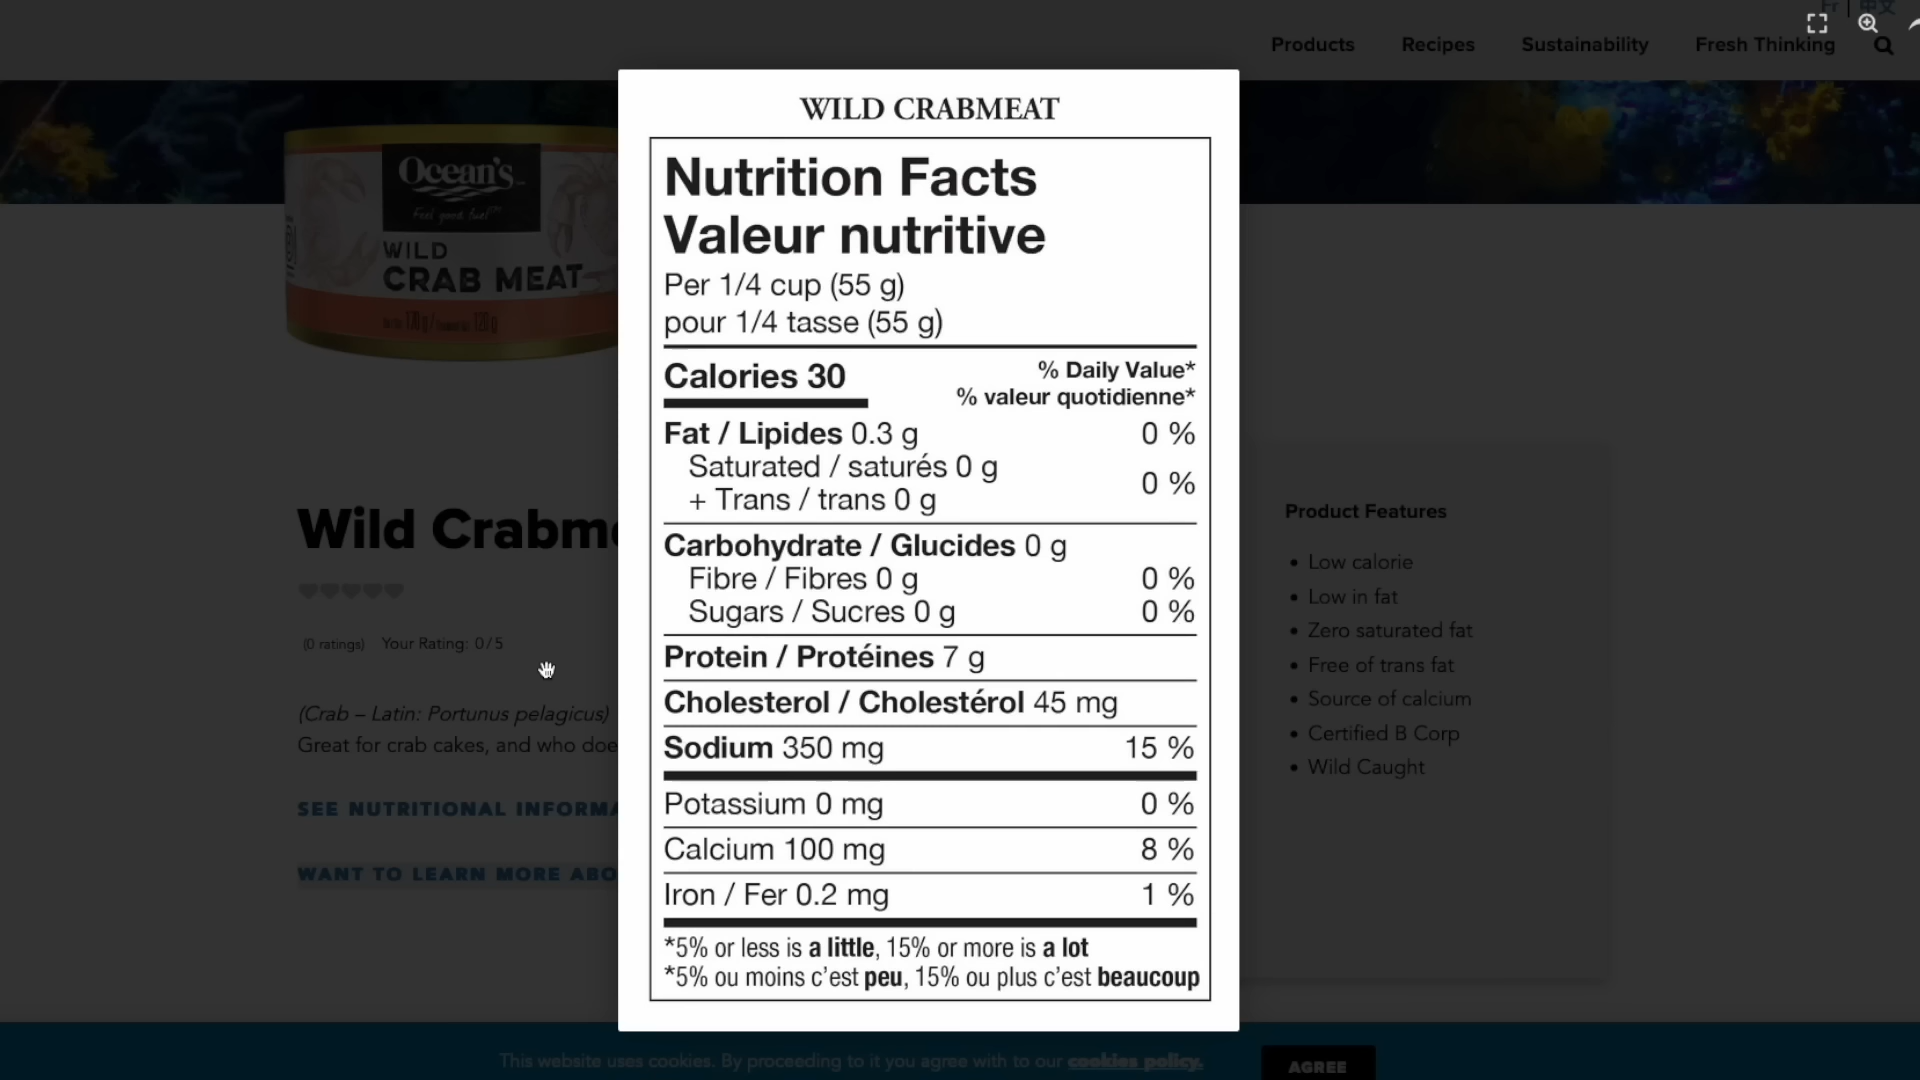 Fr | 中文
Products Recipes Sustainability Fresh Thinking
WILD CRABMEAT
Nutrition Facts
Valeur nutritive
Per 1/4 cup (55 g)
pour 1/4 tasse (55 g)
Calories 30
% Daily Value*
% valeur quotidienne*
Fat / Lipides 0.3 g 0 %
Saturated / saturés 0 g
+ Trans / trans 0 g
0 %
Carbohydrate / Glucides 0 g
Fibre / Fibres 0 g 0 %
Sugars / Sucres 0 g 0 %
Protein / Protéines 7 g
Cholesterol / Cholestérol 45 mg
Sodium 350 mg 15 %
Potassium 0 mg 0 %
Calcium 100 mg 8 %
Iron / Fer 0.2 mg 1 %
*5% or less is a little, 15% or more is a lot
*5% ou moins c'est peu, 15% ou plus c'est beaucoup
Ocean's
Feel good fuel
WILD
CRAB MEAT
Wild Crabm
(0 ratings) Your Rating: 0/5
(Crab – Latin: Portunus pelagicus)
Great for crab cakes, and who doe
SEE NUTRITIONAL INFORMA
WANT TO LEARN MORE ABO
Product Features
• Low calorie
• Low in fat
• Zero saturated fat
• Free of trans fat
• Source of calcium
• Certified B Corp
• Wild Caught
This website uses cookies. By proceeding to it you agree with to our cookies policy.
AGREE